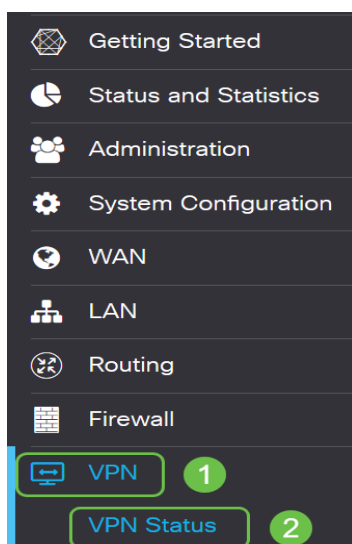 Getting Started
Status and Statistics
Administration
System Configuration
WAN
LAN
Routing
Firewall
VPN 1
VPN Status 2